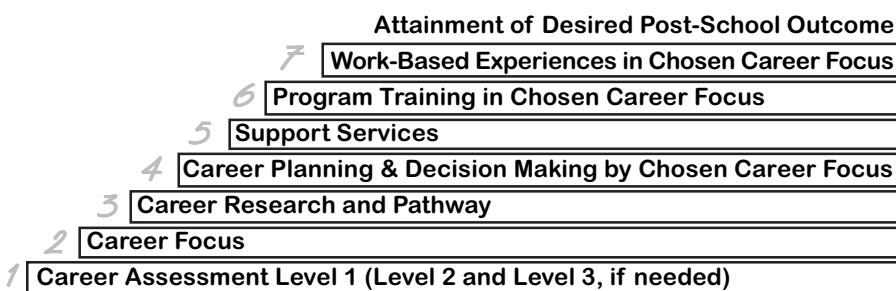 Attainment of Desired Post-School Outcome
7 Work-Based Experiences in Chosen Career Focus
6 Program Training in Chosen Career Focus
5 Support Services
4 Career Planning & Decision Making by Chosen Career Focus
3 Career Research and Pathway
2 Career Focus
1 Career Assessment Level 1 (Level 2 and Level 3, if needed)